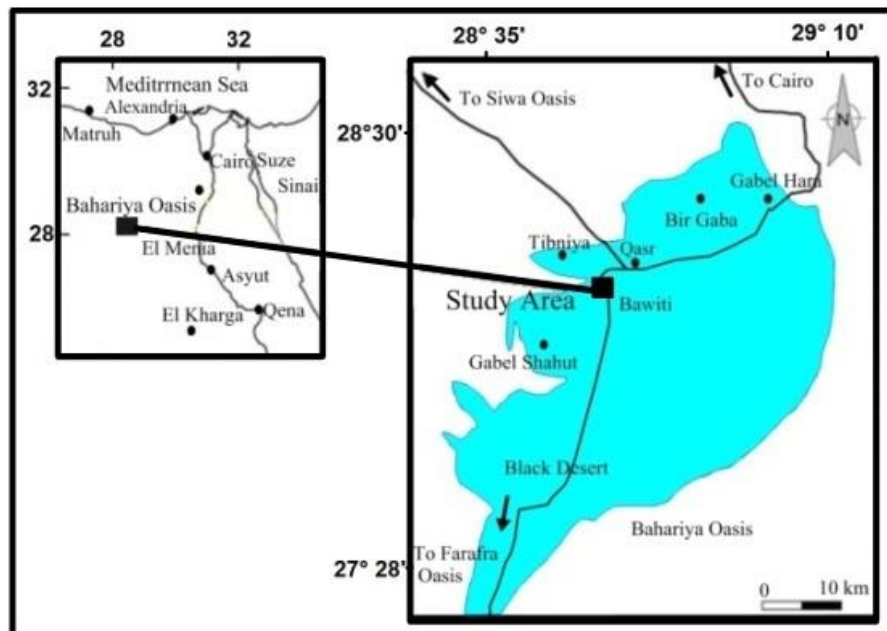 28 32
32
Meditrrnean Sea
Alexandria
Matruh
Cairo Suze
Sinai
Bahariya Oasis
28
El Menia
Asyut
El Kharga
Qena
28° 35' 29° 10'
To Cairo
To Siwa Oasis
28° 30'
N
Gabel Ham
Bir Gaba
Tibniya
Qasr
Study Area
Bawiti
Gabel Shahut
Black Desert
Bahariya Oasis
To Farafra
Oasis
27° 28'
0 10 km